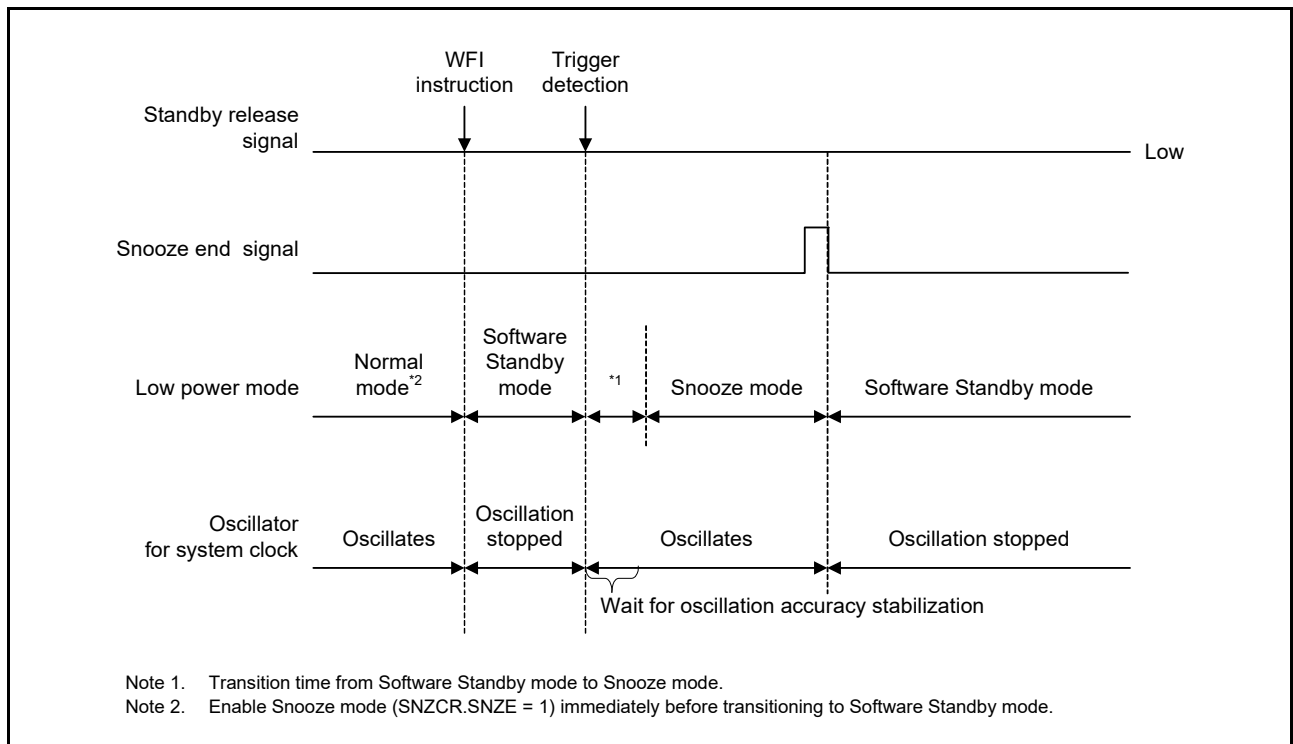 WFI
instruction
Trigger
detection
Standby release
signal
Low
Snooze end  signal
Low power mode
Normal
mode*2
Software
Standby
mode
*1
Snooze mode
Software Standby mode
Oscillator
for system clock
Oscillates
Oscillation
stopped
Oscillates
Oscillation stopped
Wait for oscillation accuracy stabilization
Note 1. Transition time from Software Standby mode to Snooze mode.
Note 2. Enable Snooze mode (SNZCR.SNZE = 1) immediately before transitioning to Software Standby mode.